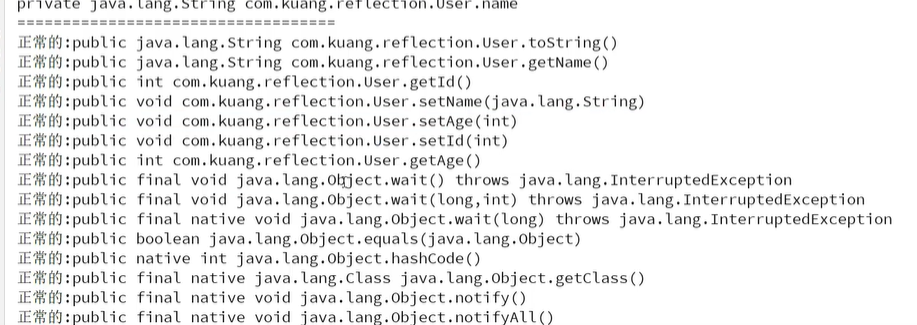 private java.lang.String com.kuang.reflection.User.name
===================================
正常的:public java.lang.String com.kuang.reflection.User.toString()
正常的:public java.lang.String com.kuang.reflection.User.getName()
正常的:public int com.kuang.reflection.User.getId()
正常的:public void com.kuang.reflection.User.setName(java.lang.String)
正常的:public void com.kuang.reflection.User.setAge(int)
正常的:public void com.kuang.reflection.User.setId(int)
正常的:public int com.kuang.reflection.User.getAge()
正常的:public final void java.lang.Object.wait() throws java.lang.InterruptedException
正常的:public final void java.lang.Object.wait(long,int) throws java.lang.InterruptedException
正常的:public final native void java.lang.Object.wait(long) throws java.lang.InterruptedException
正常的:public boolean java.lang.Object.equals(java.lang.Object)
正常的:public native int java.lang.Object.hashCode()
正常的:public final native java.lang.Class java.lang.Object.getClass()
正常的:public final native void java.lang.Object.notify()
正常的:public final native void java.lang.Object.notifyAll()